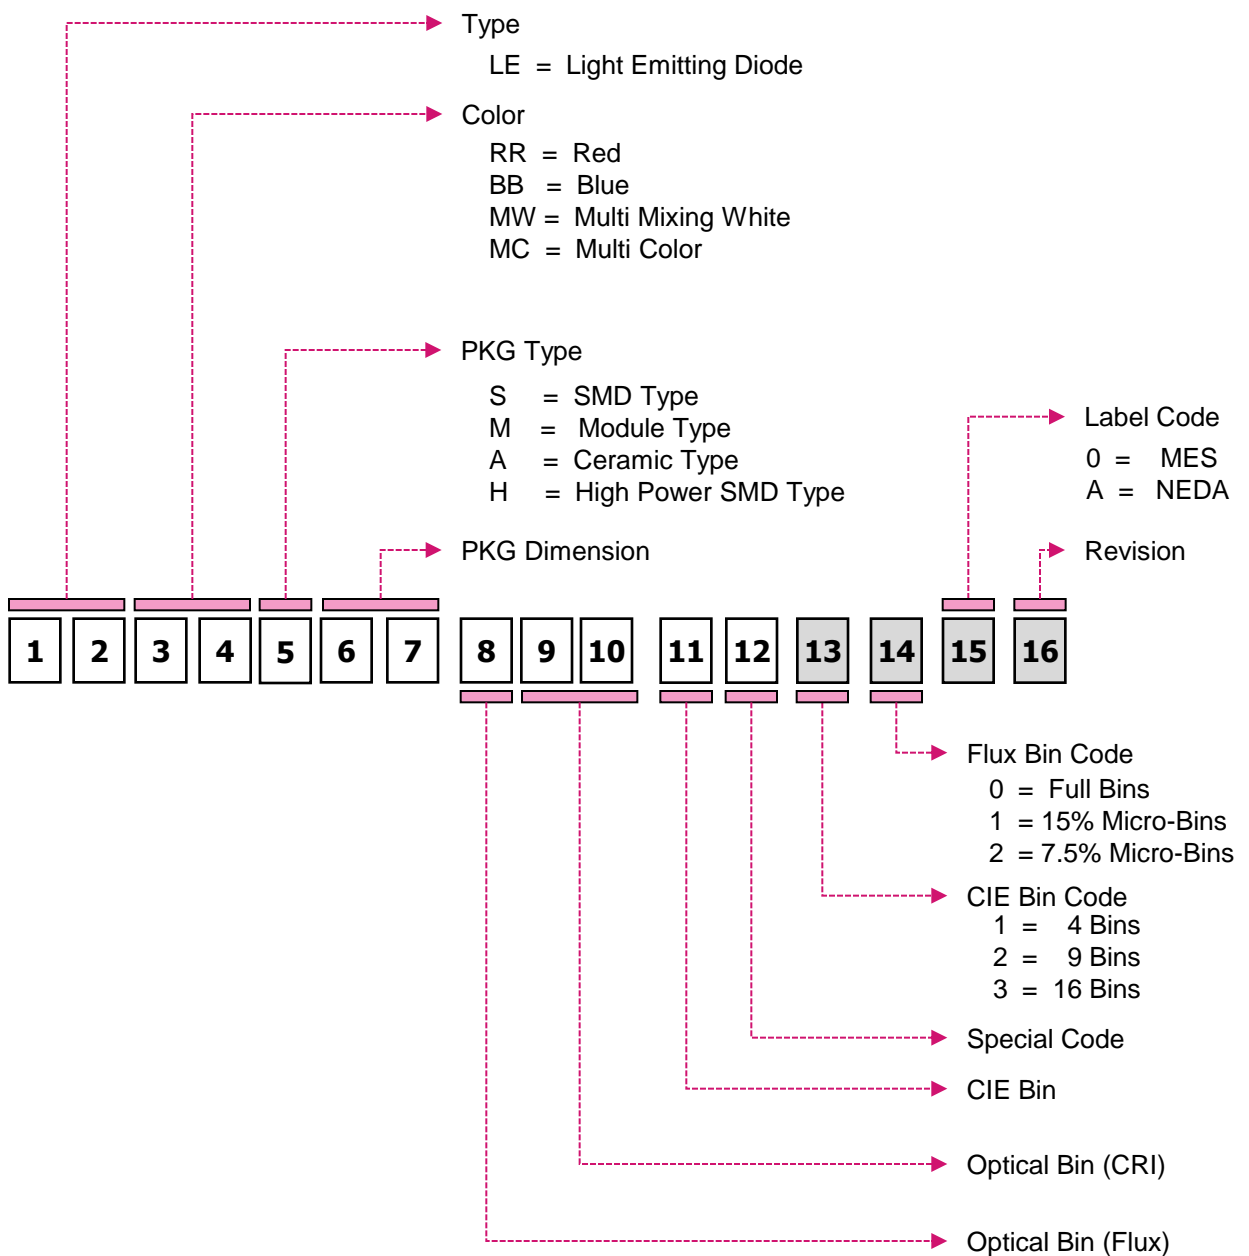 Type
LE = Light Emitting Diode
Color
RR = Red
BB = Blue
MW = Multi Mixing White
MC = Multi Color
PKG Type
S = SMD Type
M = Module Type
A = Ceramic Type
H = High Power SMD Type
Label Code
0 = MES
A = NEDA
PKG Dimension
Revision
1 2 3 4 5 6 7 8 9 10 11 12 13 14 15 16
Flux Bin Code
0 = Full Bins
1 = 15% Micro-Bins
2 = 7.5% Micro-Bins
CIE Bin Code
1 = 4 Bins
2 = 9 Bins
3 = 16 Bins
Special Code
CIE Bin
Optical Bin (CRI)
Optical Bin (Flux)